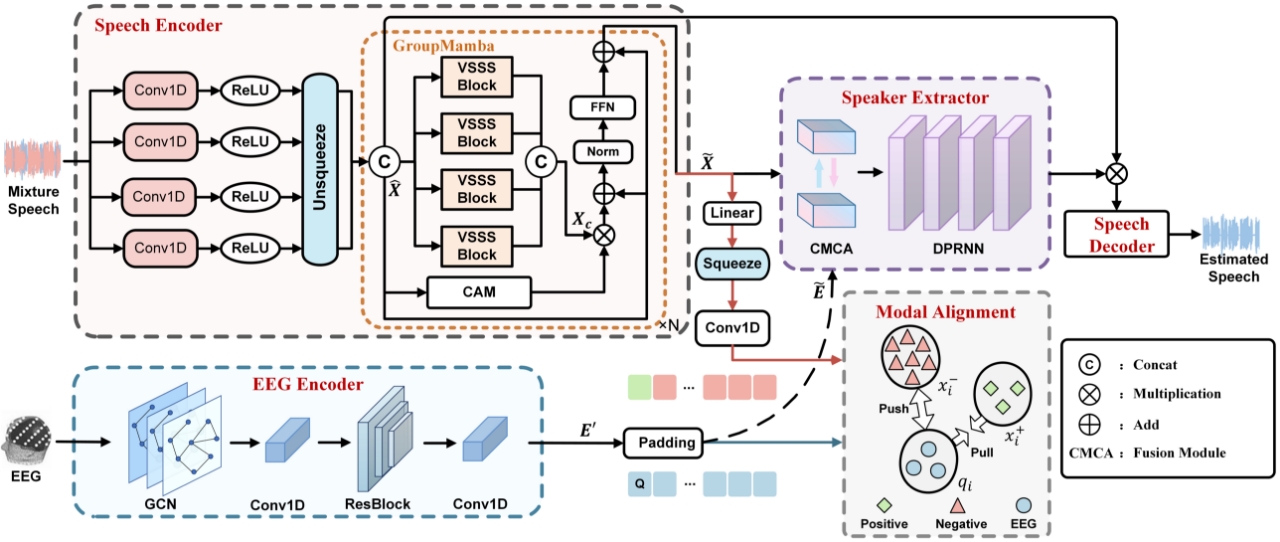 Speech Encoder
GroupMamba
Conv1D
ReLU
Conv1D
ReLU
Conv1D
ReLU
Conv1D
ReLU
Unsqueeze
Mixture
Speech
C
X̂
VSSS
Block
VSSS
Block
VSSS
Block
VSSS
Block
C
X_c
CAM
FFN
Norm
×N
X̃
Linear
Squeeze
Conv1D
Speaker Extractor
CMCA
DPRNN
Ẽ
Speech
Decoder
Estimated
Speech
EEG Encoder
EEG
GCN
Conv1D
ResBlock
Conv1D
E′
Padding
...
Q
...
Modal Alignment
x_i^-
Push
x_i^+
Pull
q_i
Positive
Negative
EEG
C : Concat
: Multiplication
: Add
CMCA : Fusion Module